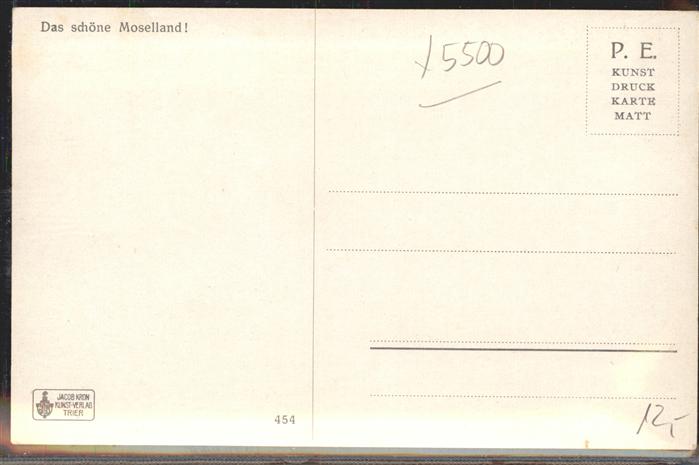 Das schöne Moselland!
x5500
P. E.
KUNST
DRUCK
KARTE
MATT
JACOB KRON
KUNST-VERLAG
TRIER
454
12,-